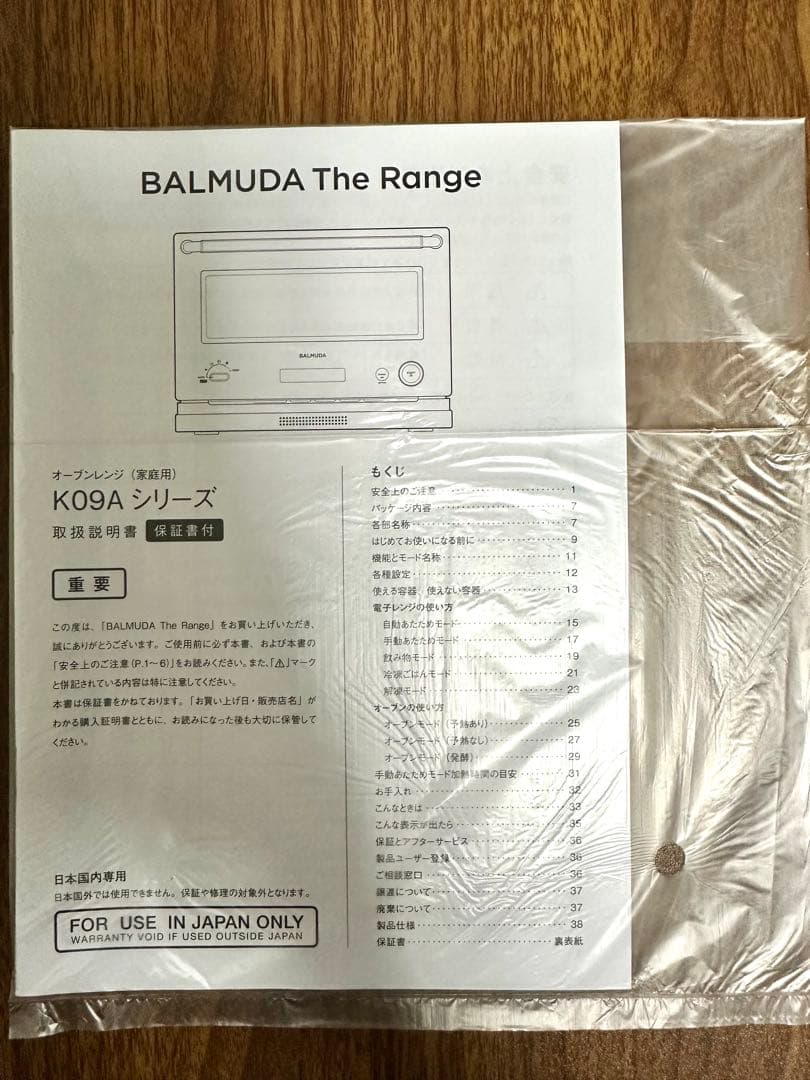 BALMUDA The Range
BALMUDA
オーブンレンジ（家庭用）
K09A シリーズ
取扱説明書 保証書付
重要
この度は、「BALMUDA The Range」をお買い上げいただき、
誠にありがとうございます。ご使用前に必ず本書、および本書の
「安全上のご注意（P.1～6）」をお読みください。また、「⚠」マーク
と併記されている内容は特に注意してください。
本書は保証書をかねております。「お買い上げ日・販売店名」が
わかる購入証明書とともに、お読みになった後も大切に保管して
ください。
日本国内専用
日本国外では使用できません。保証や修理の対象外となります。
FOR USE IN JAPAN ONLY
WARRANTY VOID IF USED OUTSIDE JAPAN
もくじ
安全上のご注意 1
パッケージ内容 7
各部名称 7
はじめてお使いになる前に 9
機能とモード名称 11
各種設定 12
使える容器、使えない容器 13
電子レンジの使い方
自動あたためモード 15
手動あたためモード 17
飲み物モード 19
冷凍ごはんモード 21
解凍モード 23
オーブンの使い方
オーブンモード（予熱あり） 25
オーブンモード（予熱なし） 27
オーブンモード（発酵） 29
手動あたためモード加熱時間の目安 31
お手入れ 32
こんなときは 33
こんな表示が出たら 35
保証とアフターサービス 36
製品ユーザー登録 36
ご相談窓口 36
譲渡について 37
廃棄について 37
製品仕様 38
保証書 裏表紙